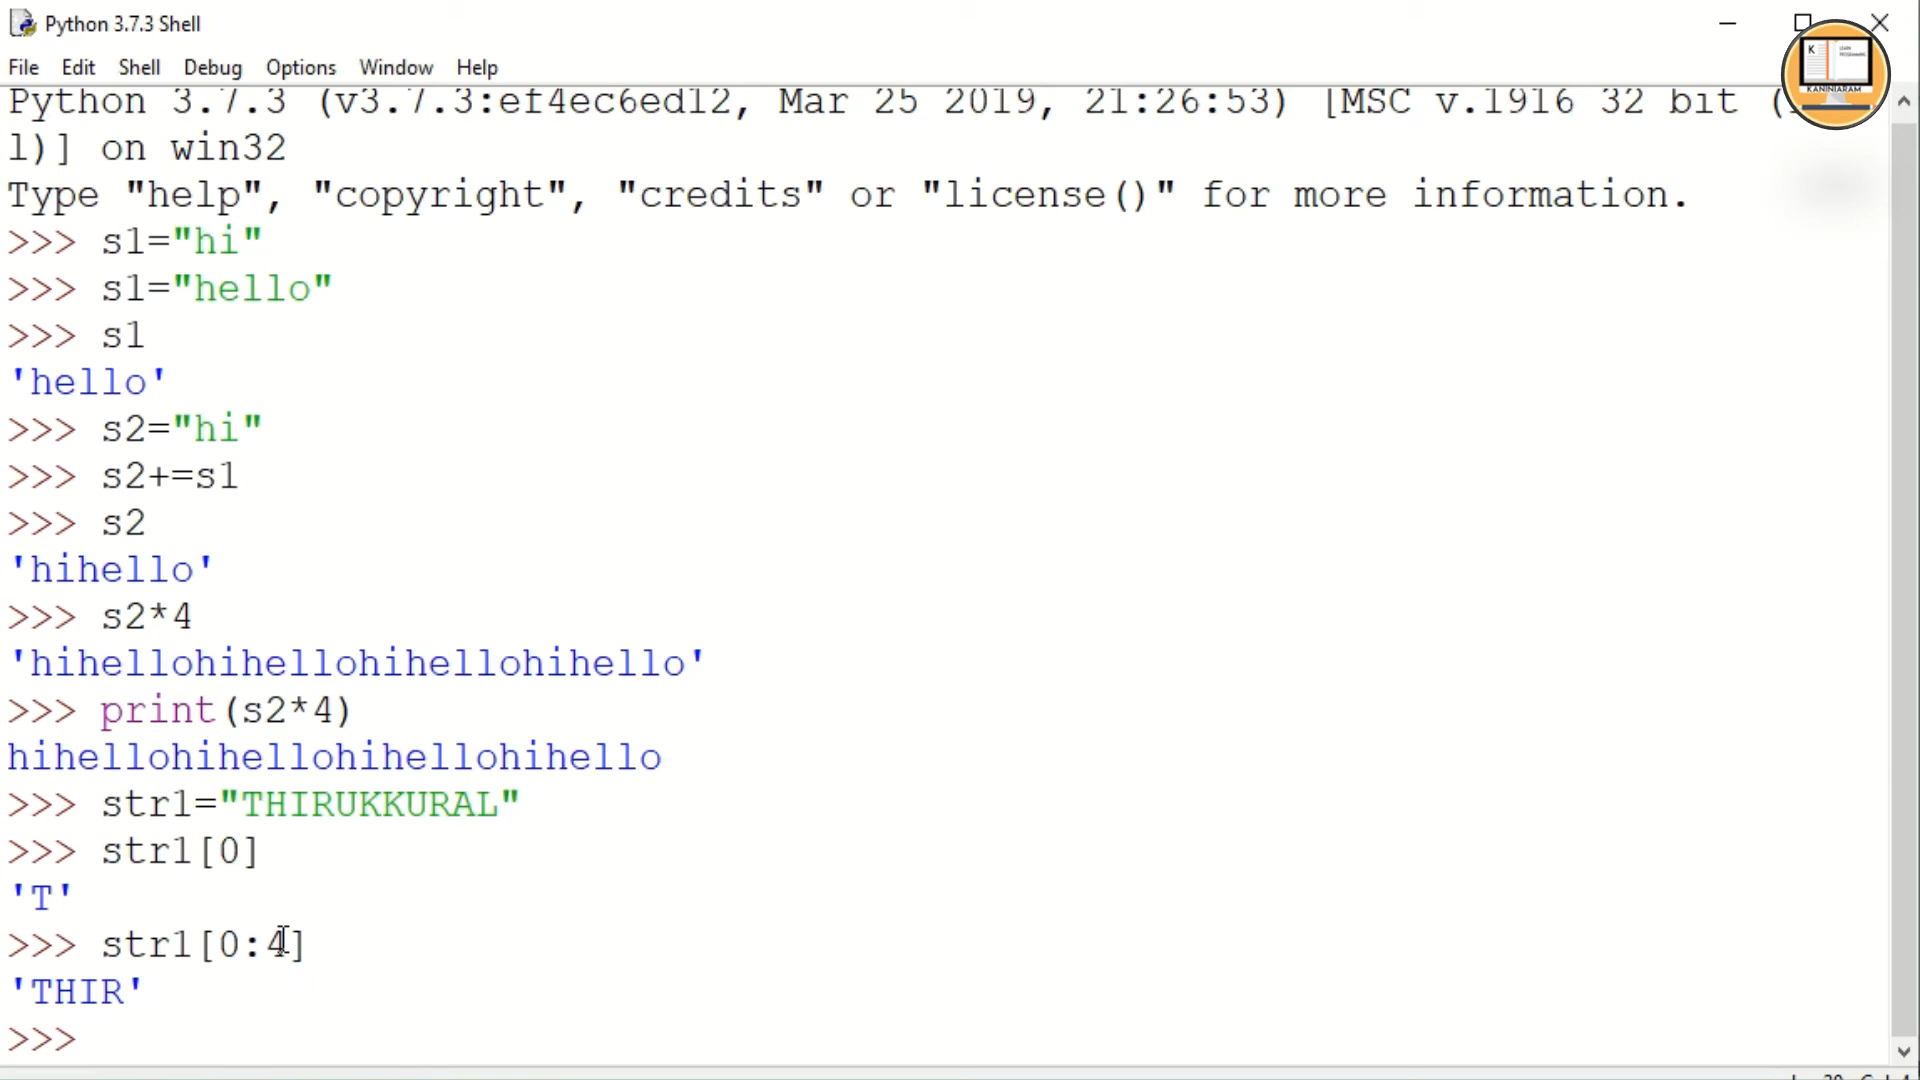 Python 3.7.3 Shell
File Edit Shell Debug Options Window Help
Python 3.7.3 (v3.7.3:ef4ec6ed12, Mar 25 2019, 21:26:53) [MSC v.1916 32 bit (
l)] on win32
Type "help", "copyright", "credits" or "license()" for more information.
>>> s1="hi"
>>> s1="hello"
>>> s1
'hello'
>>> s2="hi"
>>> s2+=s1
>>> s2
'hihello'
>>> s2*4
'hihellohihellohihellohihello'
>>> print(s2*4)
hihellohihellohihellohihello
>>> str1="THIRUKKURAL"
>>> str1[0]
'T'
>>> str1[0:4]
'THIR'
>>>
K
LEARN
PROGRAMMING
KANINIARAM